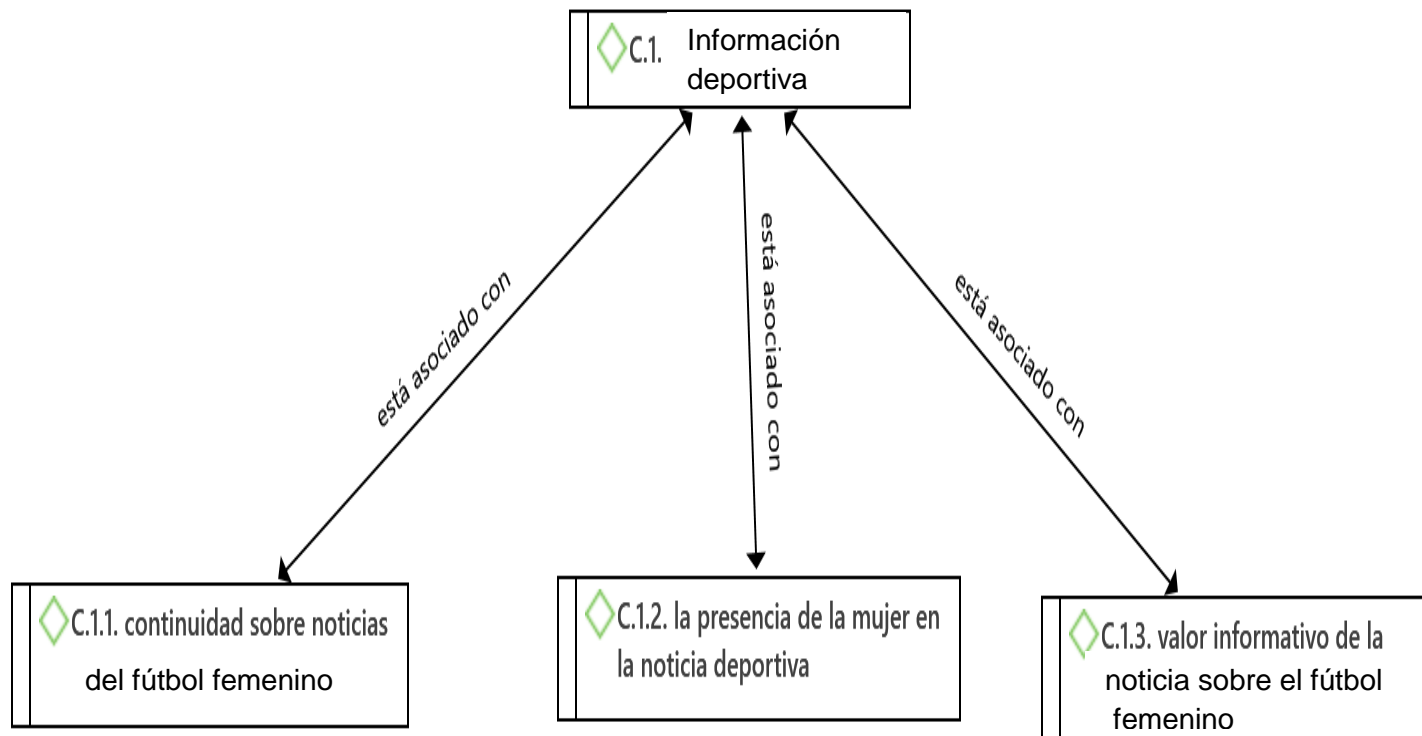 C.1. Información
deportiva
está asociado con
está asociado con
está asociado con
C.1.1. continuidad sobre noticias
del fútbol femenino
C.1.2. la presencia de la mujer en
la noticia deportiva
C.1.3. valor informativo de la
noticia sobre el fútbol
femenino